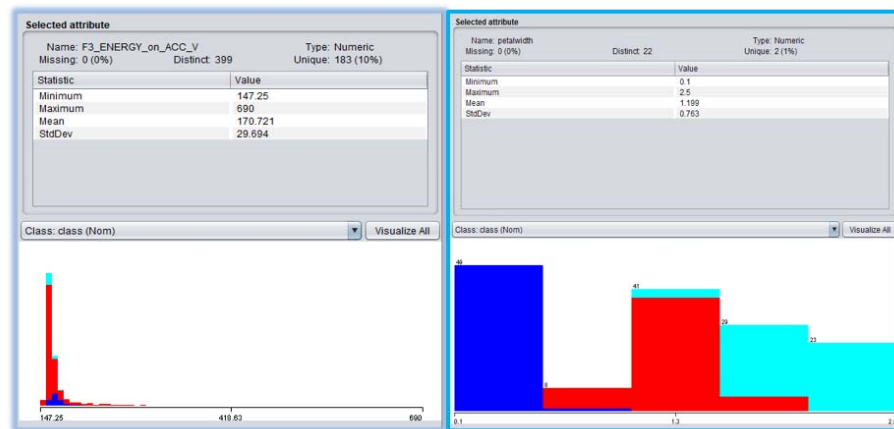 Selected attribute
Name: F3_ENERGY_on_ACC_V Type: Numeric
Missing: 0 (0%) Distinct: 399 Unique: 183 (10%)
Statistic Value
Minimum 147.25
Maximum 690
Mean 170.721
StdDev 29.694
Class: class (Nom) Visualize All
147.25 418.63 690
Selected attribute
Name: petalwidth Type: Numeric
Missing: 0 (0%) Distinct: 22 Unique: 2 (1%)
Statistic Value
Minimum 0.1
Maximum 2.5
Mean 1.199
StdDev 0.763
Class: class (Nom) Visualize All
49
41
29
23
0.1 1.3